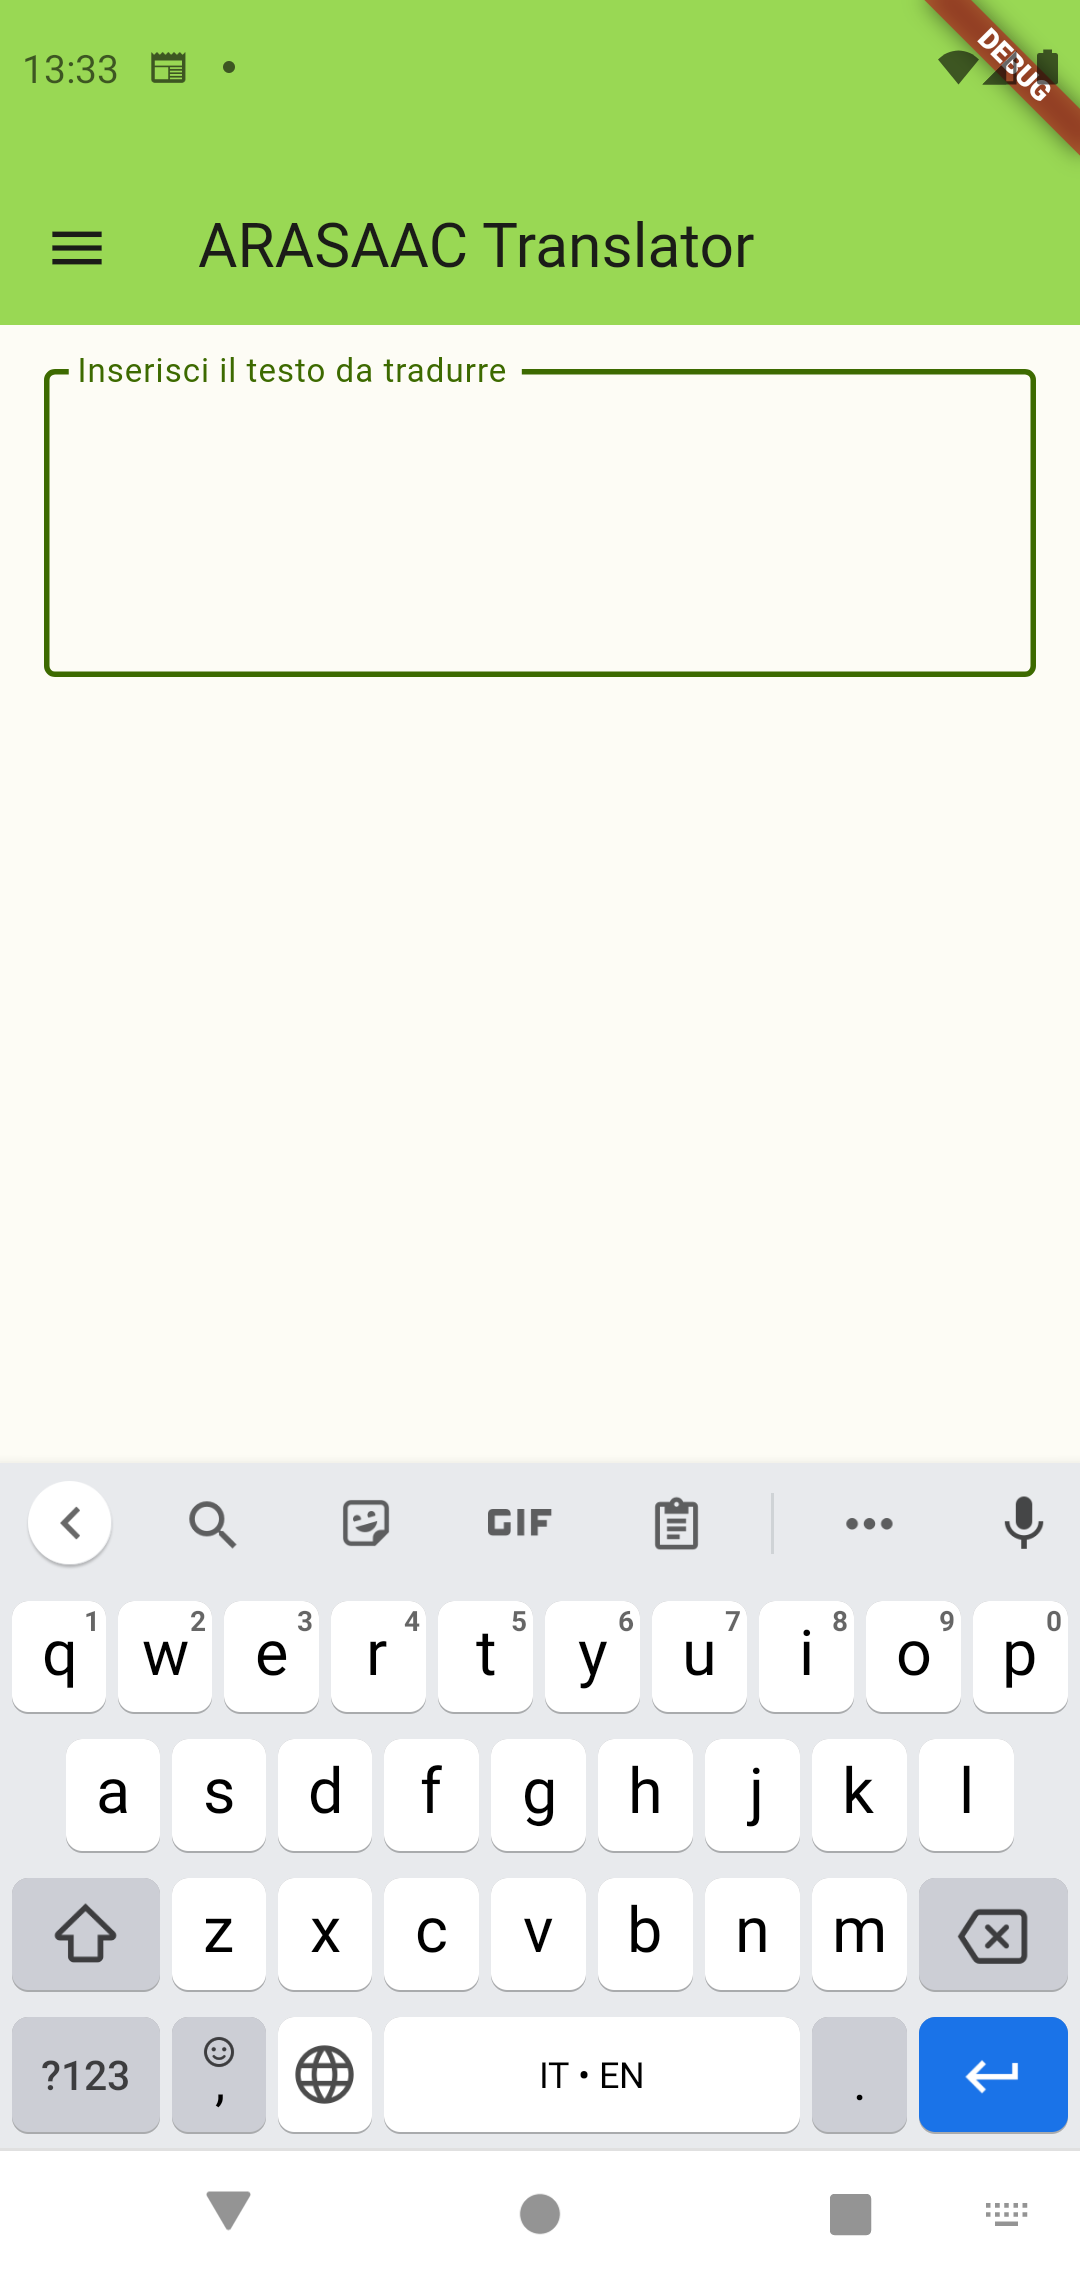 13:33
DEBUG
ARASAAC Translator
Inserisci il testo da tradurre
GIF
q 1 w 2 e 3 r 4 t 5 y 6 u 7 i 8 o 9 p 0
a s d f g h j k l
z x c v b n m
?123 , IT • EN .